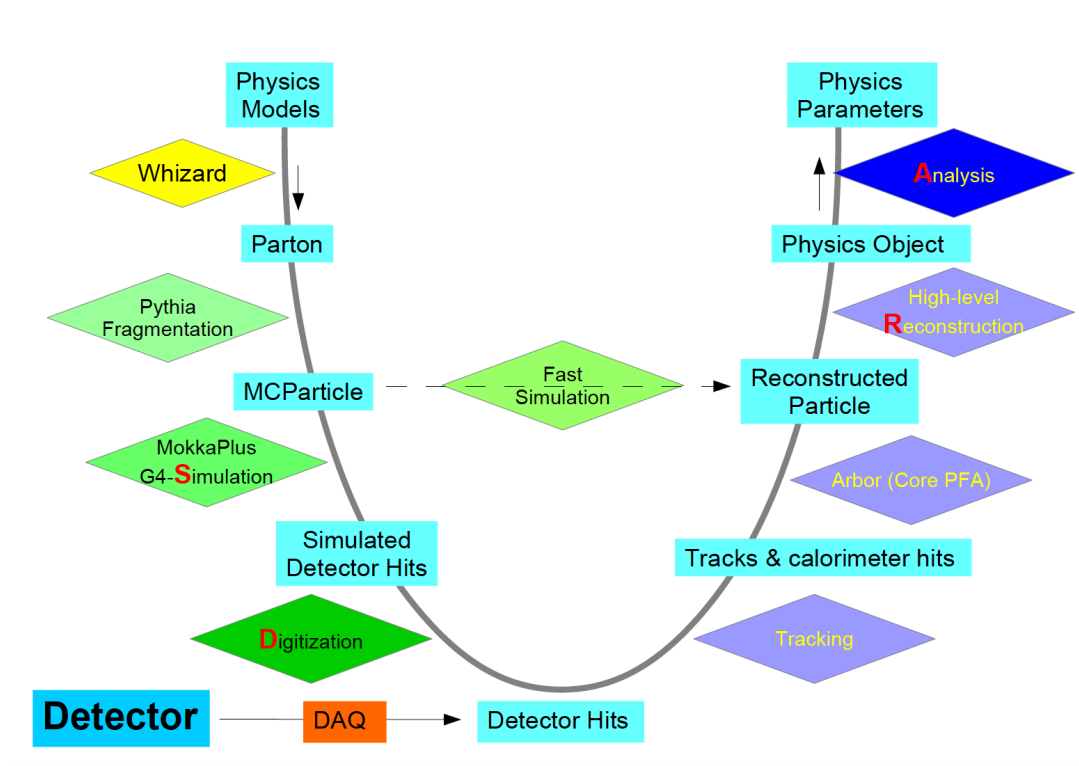 Physics
Models
Physics
Parameters
Whizard
Analysis
Parton
Physics Object
Pythia
Fragmentation
High-level
Reconstruction
MCParticle
Fast
Simulation
Reconstructed
Particle
MokkaPlus
G4-Simulation
Arbor (Core PFA)
Simulated
Detector Hits
Tracks & calorimeter hits
Digitization
Tracking
Detector
DAQ
Detector Hits